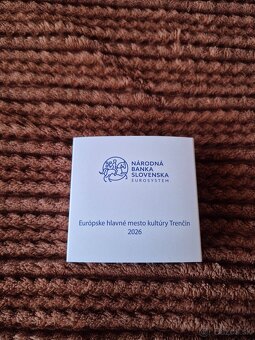 NÁRODNÁ
BANKA
SLOVENSKA
EUROSYSTÉM
Európske hlavné mesto kultúry Trenčín
2026